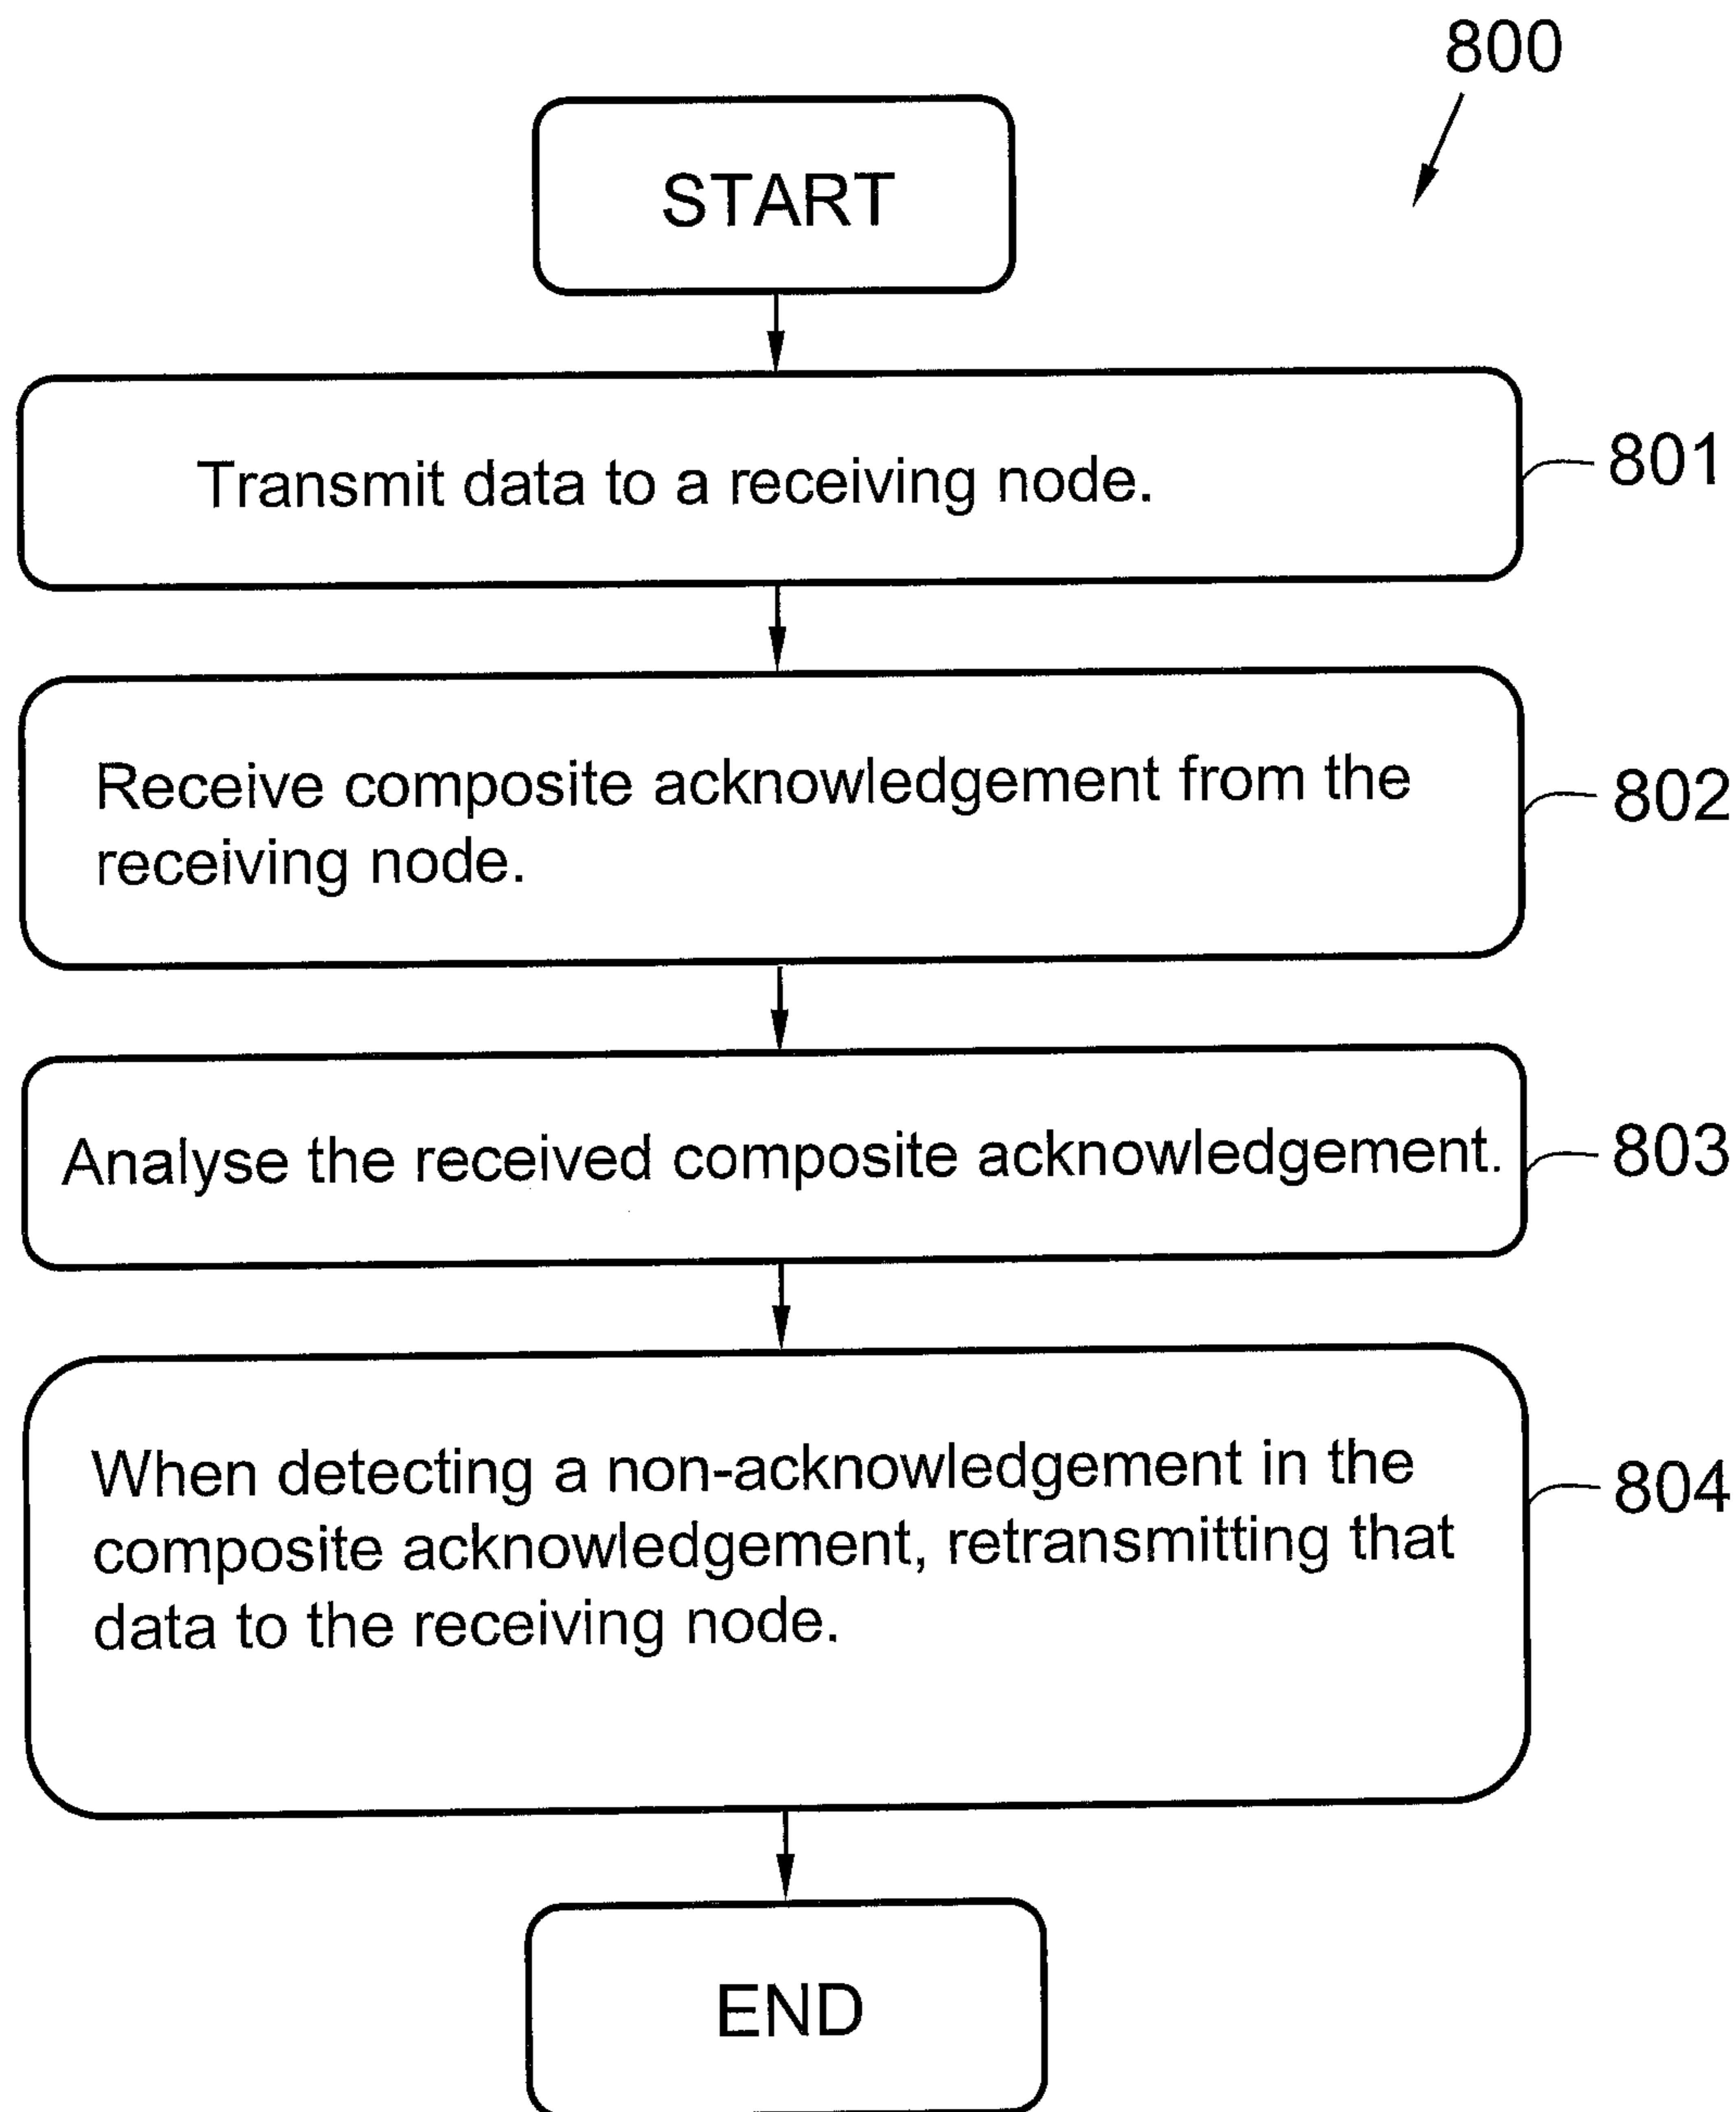 800
START
Transmit data to a receiving node.
801
Receive composite acknowledgement from the
receiving node.
802
Analyse the received composite acknowledgement.
803
When detecting a non-acknowledgement in the
composite acknowledgement, retransmitting that
data to the receiving node.
804
END